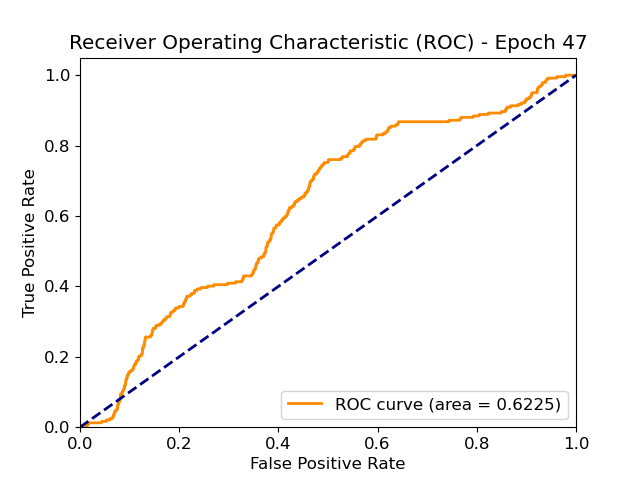 Receiver Operating Characteristic (ROC) - Epoch 47
1.0
0.8
0.6
0.4
0.2
0.0
True Positive Rate
ROC curve (area = 0.6225)
0.0 0.2 0.4 0.6 0.8 1.0
False Positive Rate